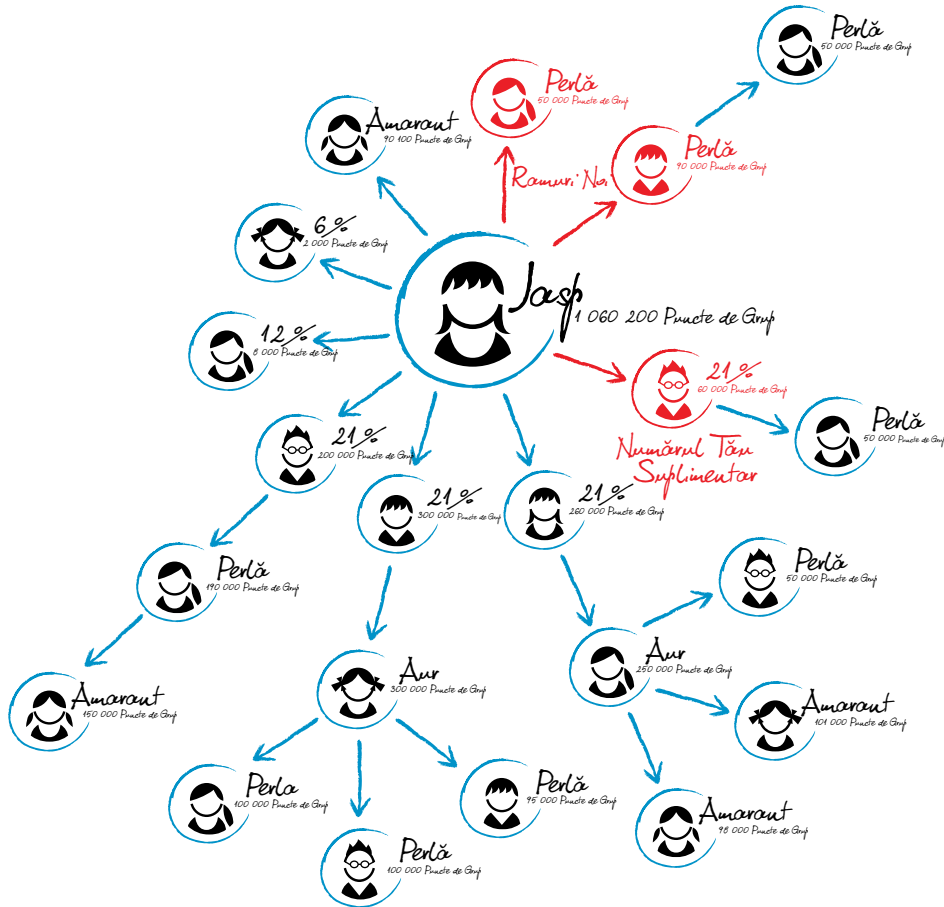 Perlă
50 000 Puncte de Grup
Perlă
50 000 Puncte de Grup
Amarant
90 100 Puncte de Grup
Perlă
90 000 Puncte de Grup
Ramuri Noi
6%
2 000 Puncte de Grup
Jasp
1 060 200 Puncte de Grup
12%
8 000 Puncte de Grup
21%
60 000 Puncte de Grup
Perlă
50 000 Puncte de Grup
Numărul Tău
Suplimentar
21%
200 000 Puncte de Grup
21%
300 000 Puncte de Grup
21%
260 000 Puncte de Grup
Perlă
190 000 Puncte de Grup
Perlă
50 000 Puncte de Grup
Aur
300 000 Puncte de Grup
Aur
250 000 Puncte de Grup
Amarant
150 000 Puncte de Grup
Amarant
101 000 Puncte de Grup
Perla
100 000 Puncte de Grup
Perlă
95 000 Puncte de Grup
Amarant
98 000 Puncte de Grup
Perlă
100 000 Puncte de Grup